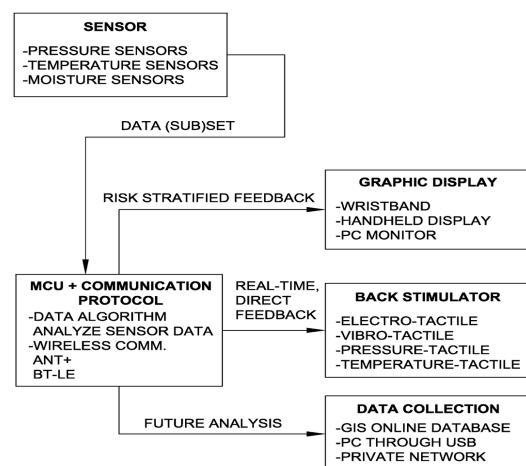 SENSOR
-PRESSURE SENSORS
-TEMPERATURE SENSORS
-MOISTURE SENSORS
DATA (SUB)SET
RISK STRATIFIED FEEDBACK
GRAPHIC DISPLAY
-WRISTBAND
-HANDHELD DISPLAY
-PC MONITOR
MCU + COMMUNICATION
PROTOCOL
-DATA ALGORITHM
ANALYZE SENSOR DATA
-WIRELESS COMM.
ANT+
BT-LE
REAL-TIME,
DIRECT
FEEDBACK
BACK STIMULATOR
-ELECTRO-TACTILE
-VIBRO-TACTILE
-PRESSURE-TACTILE
-TEMPERATURE-TACTILE
FUTURE ANALYSIS
DATA COLLECTION
-GIS ONLINE DATABASE
-PC THROUGH USB
-PRIVATE NETWORK